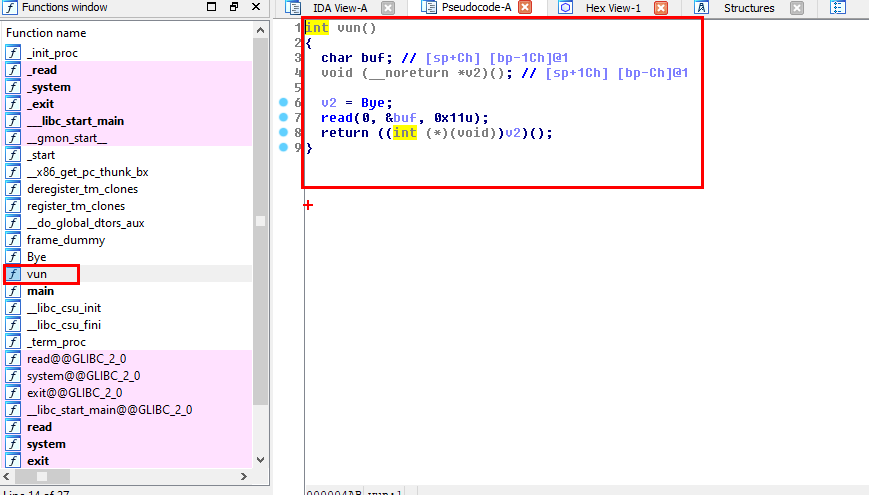 Functions window
IDA View-A
Pseudocode-A
Hex View-1
Structures
Function name
_init_proc
_read
_system
_exit
___libc_start_main
__gmon_start__
_start
__x86_get_pc_thunk_bx
deregister_tm_clones
register_tm_clones
__do_global_dtors_aux
frame_dummy
Bye
vun
main
__libc_csu_init
__libc_csu_fini
_term_proc
read@@GLIBC_2_0
system@@GLIBC_2_0
exit@@GLIBC_2_0
__libc_start_main@@GLIBC_2_0
read
system
exit
Line 14 of 27
1 int vun()
2 {
3 char buf; // [sp+Ch] [bp-1Ch]@1
4 void (__noreturn *v2)(); // [sp+1Ch] [bp-Ch]@1
5
6 v2 = Bye;
7 read(0, &buf, 0x11u);
8 return ((int (*)(void))v2)();
9 }
000004AB vun:1